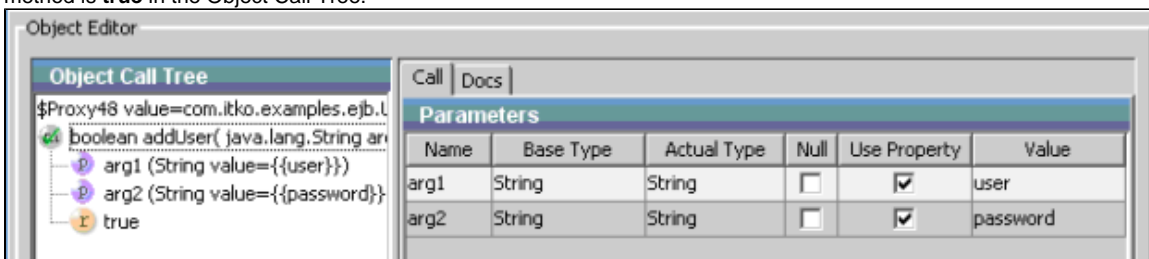 method is true in the Object Call Tree.
Object Editor
Object Call Tree
$Proxy48 value=com.itko.examples.ejb.U
boolean addUser( java.lang.String ar
arg1 (String value={{user}})
arg2 (String value={{password}}
true
Call Docs
Parameters
Name Base Type Actual Type Null Use Property Value
arg1 String String user
arg2 String String password